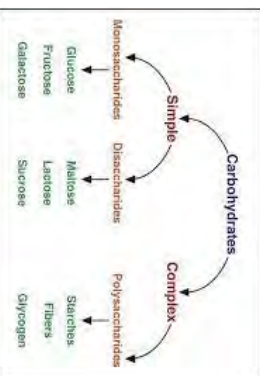 Carbohydrates
Simple
Complex
Monosaccharides
Disaccharides
Polysaccharides
Glucose
Fructose
Galactose
Maltose
Lactose
Sucrose
Starches
Fibers
Glycogen